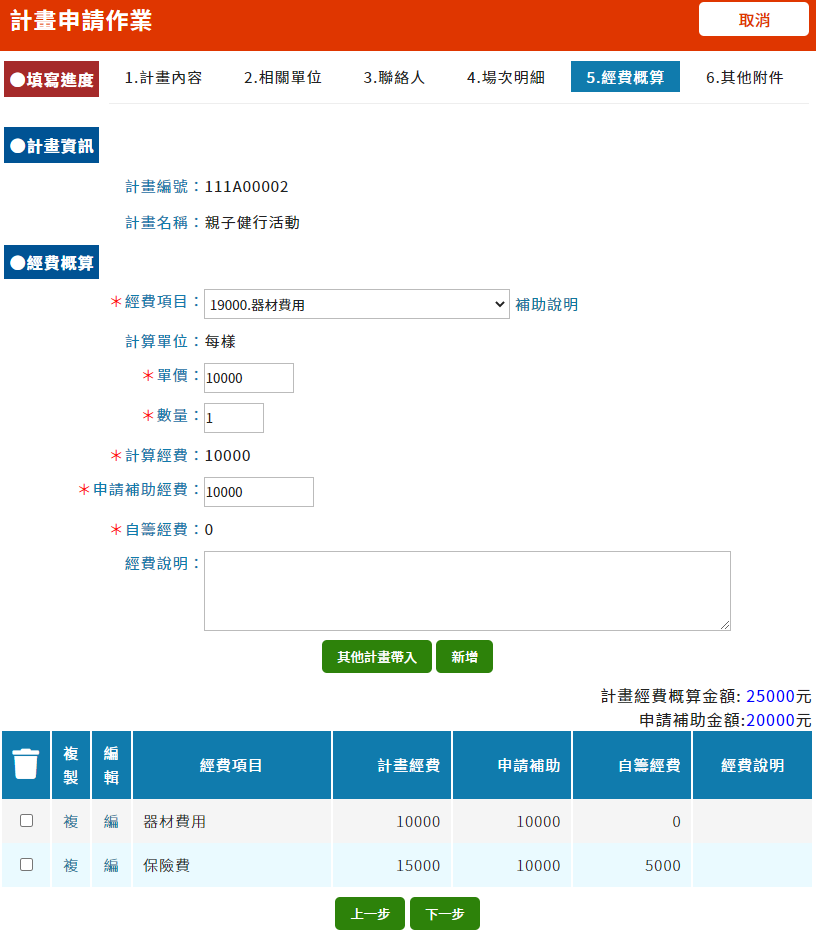 計畫申請作業
取消
●填寫進度
1.計畫內容 2.相關單位 3.聯絡人 4.場次明細 5.經費概算 6.其他附件
●計畫資訊
計畫編號：111A00002
計畫名稱：親子健行活動
●經費概算
＊經費項目：19000.器材費用 補助說明
計算單位：每樣
＊單價：10000
＊數量：1
＊計算經費：10000
＊申請補助經費：10000
＊自籌經費：0
經費說明：
其他計畫帶入 新增
計畫經費概算金額: 25000元
申請補助金額:20000元
複製 編輯 經費項目 計畫經費 申請補助 自籌經費 經費說明
複 編 器材費用 10000 10000 0
複 編 保險費 15000 10000 5000
上一步 下一步